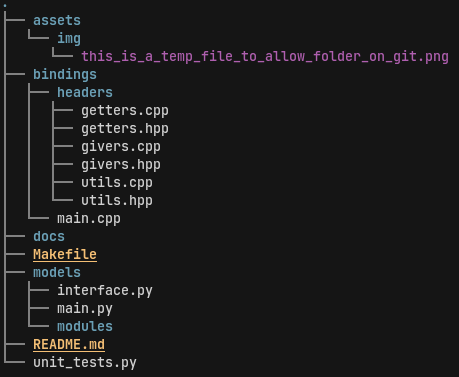 .
├── assets
│   └── img
│       └── this_is_a_temp_file_to_allow_folder_on_git.png
├── bindings
│   ├── headers
│   │   ├── getters.cpp
│   │   ├── getters.hpp
│   │   ├── givers.cpp
│   │   ├── givers.hpp
│   │   ├── utils.cpp
│   │   └── utils.hpp
│   └── main.cpp
├── docs
├── Makefile
├── models
│   ├── interface.py
│   ├── main.py
│   └── modules
├── README.md
└── unit_tests.py